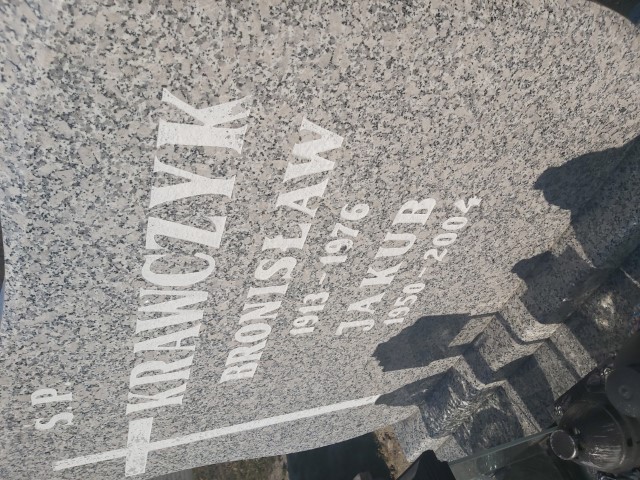 S.P.
KRAWCZYK
BRONISŁAW
1913-1976
JAKUB
1950-2004